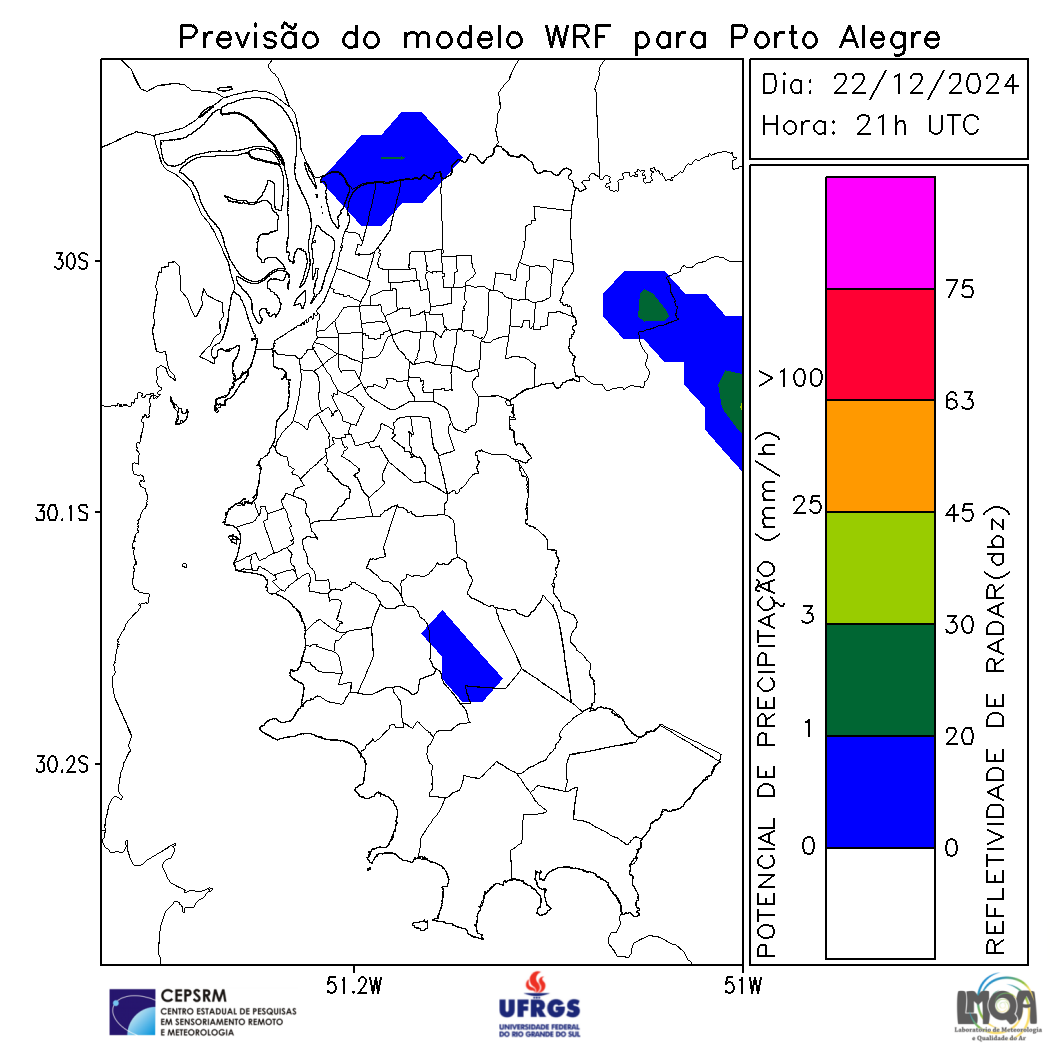 Previsão do modelo WRF para Porto Alegre
Dia: 22/12/2024
Hora: 21h UTC
30S
30.1S
30.2S
51.2W
51W
POTENCIAL DE PRECIPITAÇÃO (mm/h)
>100
25
3
1
0
75
63
45
30
20
0
REFLETIVIDADE DE RADAR(dbz)
CEPSRM
CENTRO ESTADUAL DE PESQUISAS
EM SENSORIAMENTO REMOTO
E METEOROLOGIA
UFRGS
UNIVERSIDADE FEDERAL
DO RIO GRANDE DO SUL
LMQA
Laboratório de Meteorologia
e Qualidade do Ar